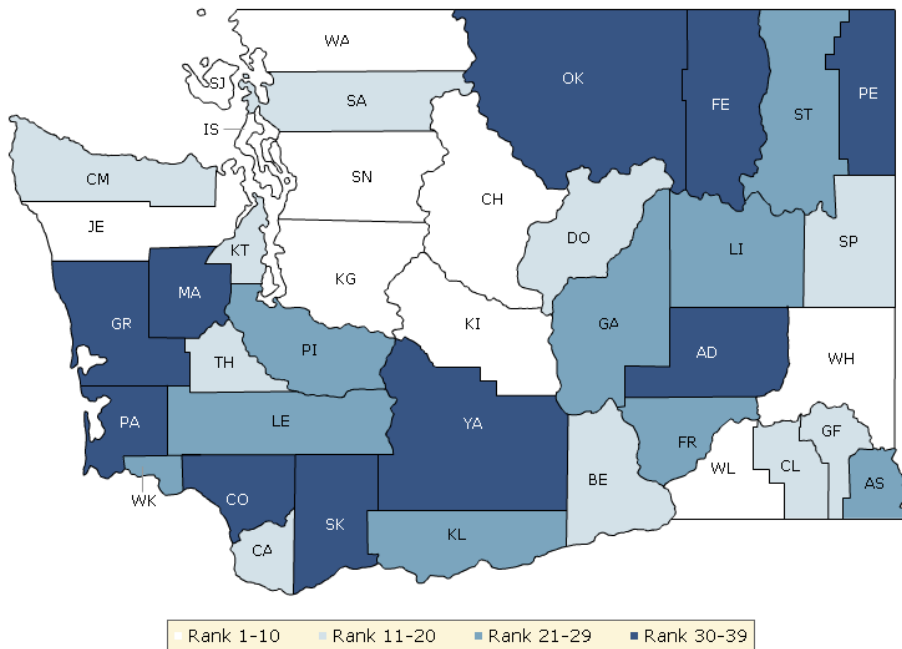 WA
OK
FE
ST
PE
SJ
SA
IS
SN
CM
CH
JE
KT
DO
LI
SP
KG
MA
GR
KI
GA
PI
TH
AD
WH
PA
LE
YA
FR
GF
WL
CL
BE
AS
WK
CO
SK
KL
CA
Rank 1-10 Rank 11-20 Rank 21-29 Rank 30-39